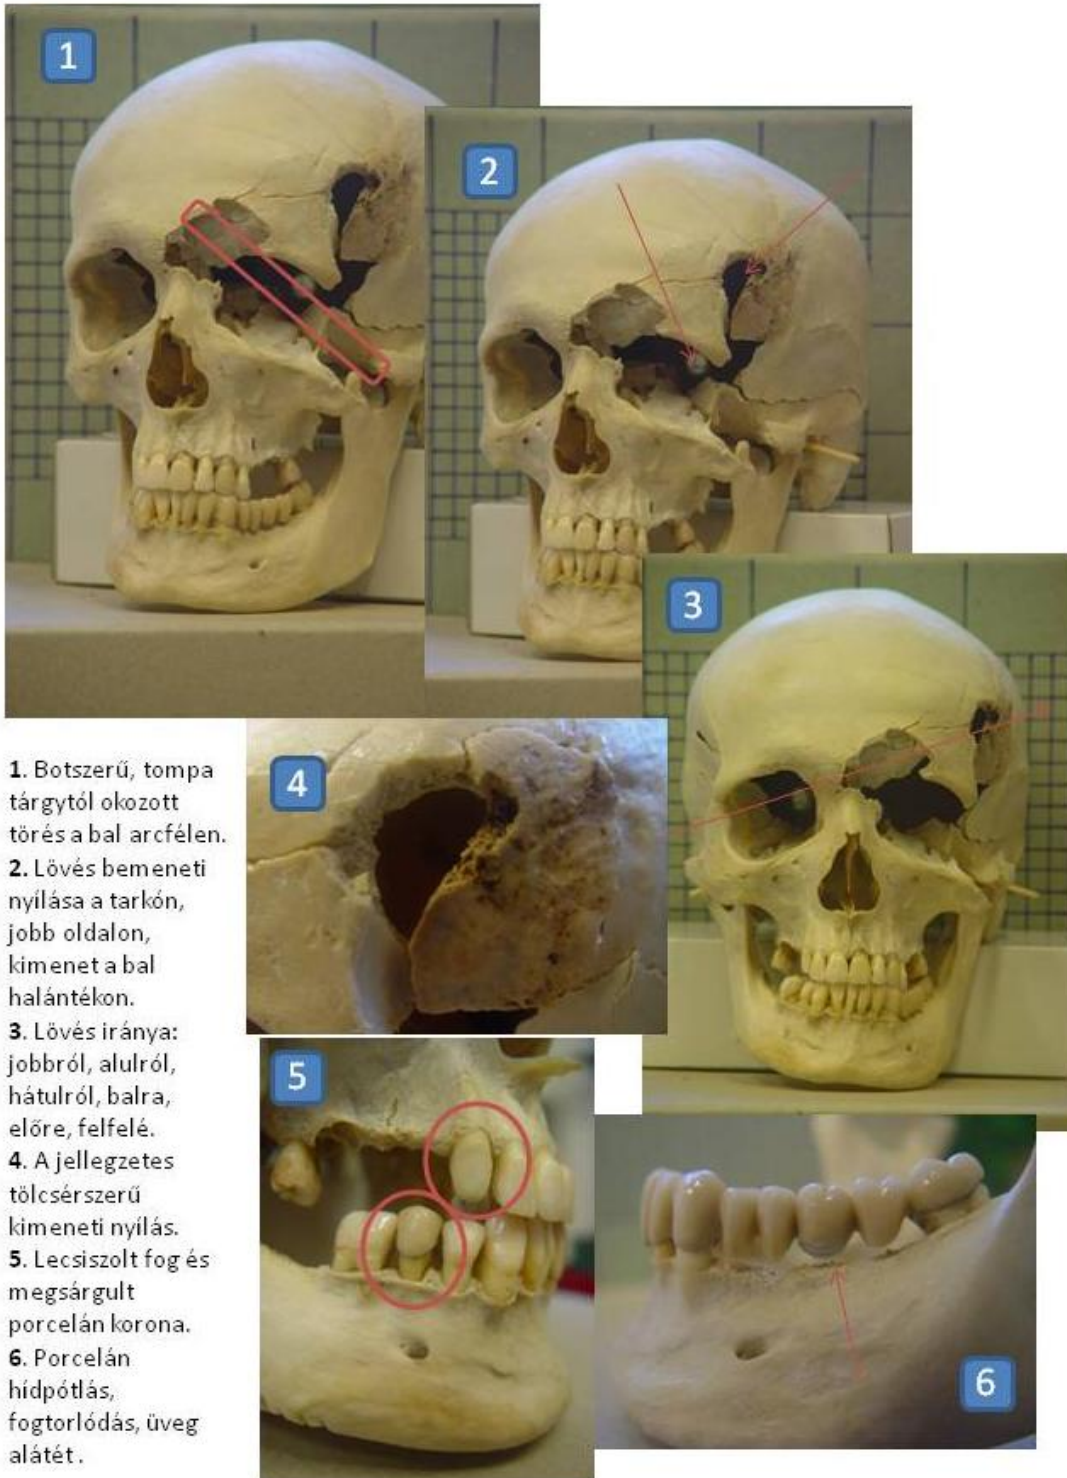 1
2
3
1. Botszerű, tompa
tárgytól okozott
törés a bal arcfélen.
2. Lövés bemeneti
nyílása a tarkón,
jobb oldalon,
kimenet a bal
halántékon.
3. Lövés iránya:
jobbról, alulról,
hátulról, balra,
előre, felfelé.
4. A jellegzetes
tölcsérszerű
kimeneti nyílás.
5. Lecsiszolt fog és
megsárgult
porcelán korona.
6. Porcelán
hídpótlás,
fogtorlódás, üveg
alátét .
4
5
6